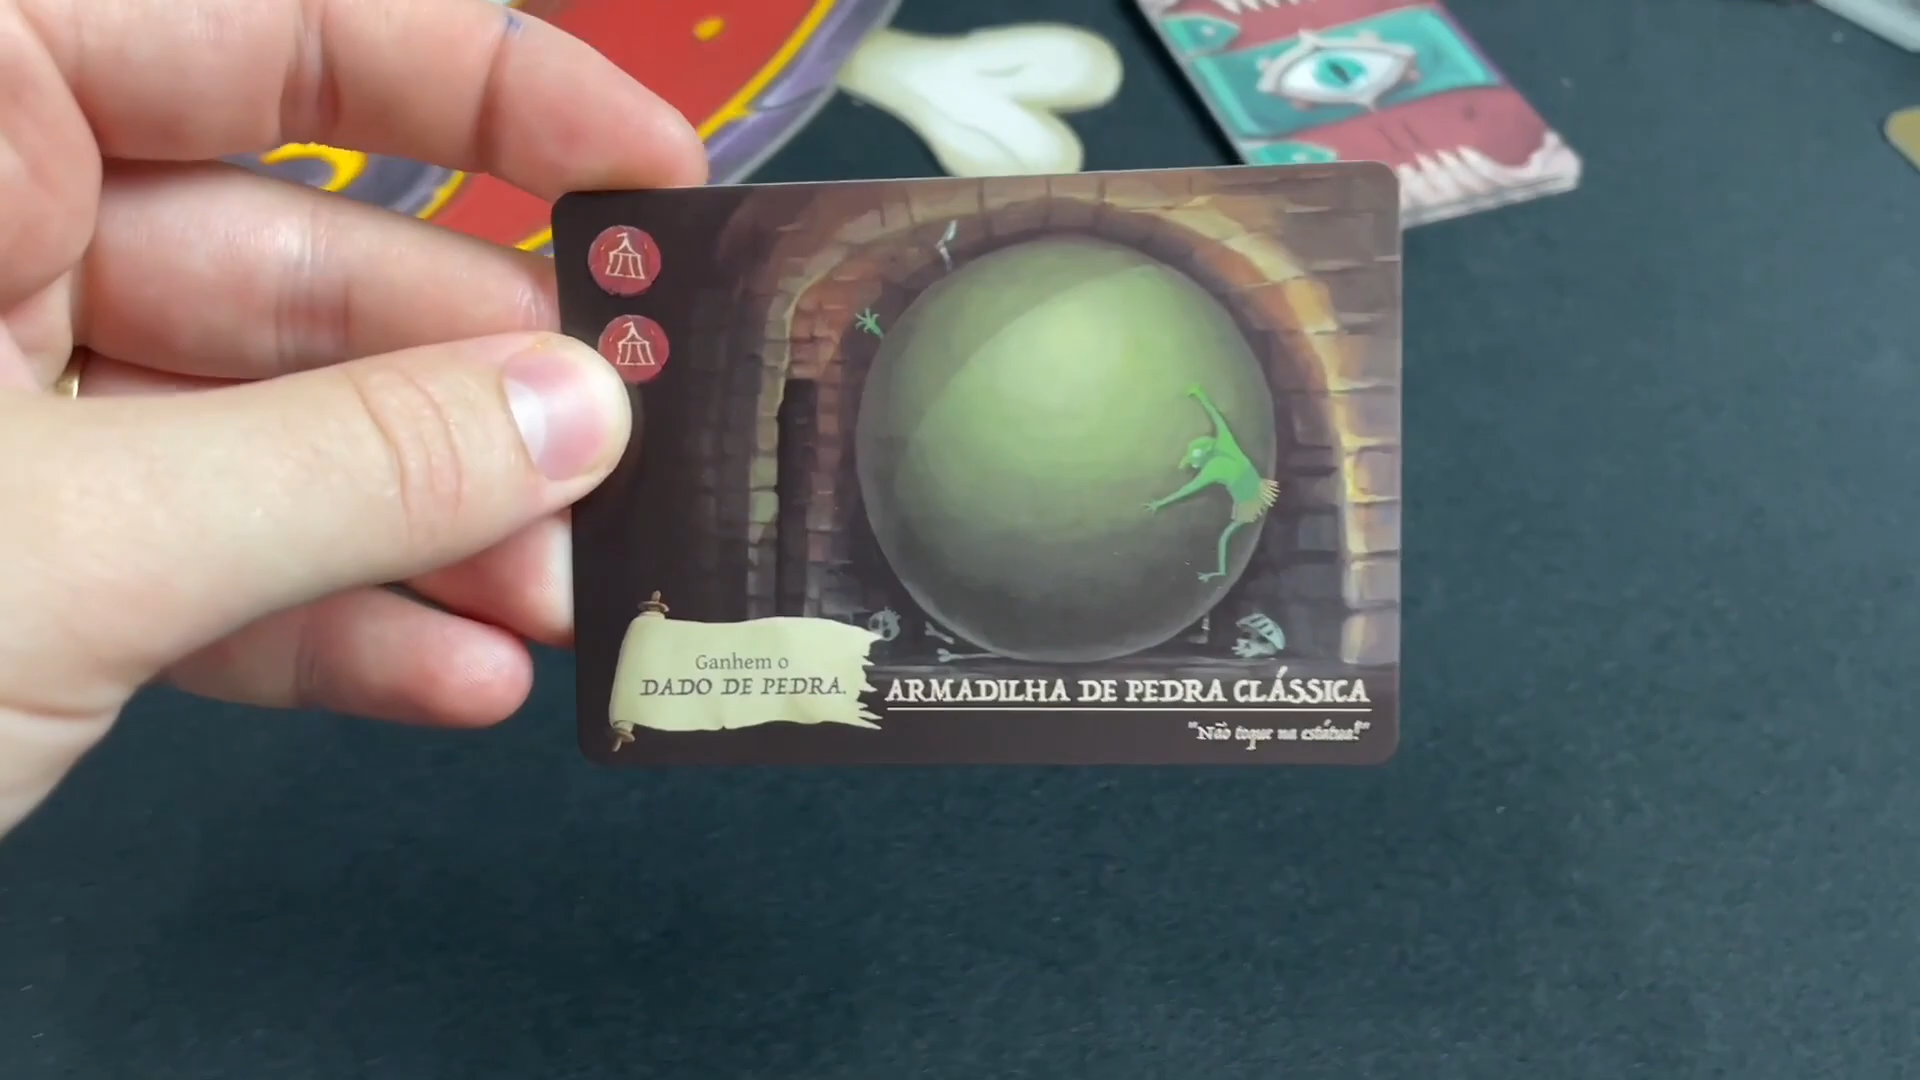 Ganhem o
DADO DE PEDRA.
ARMADILHA DE PEDRA CLÁSSICA
"Não toque na estátua!"